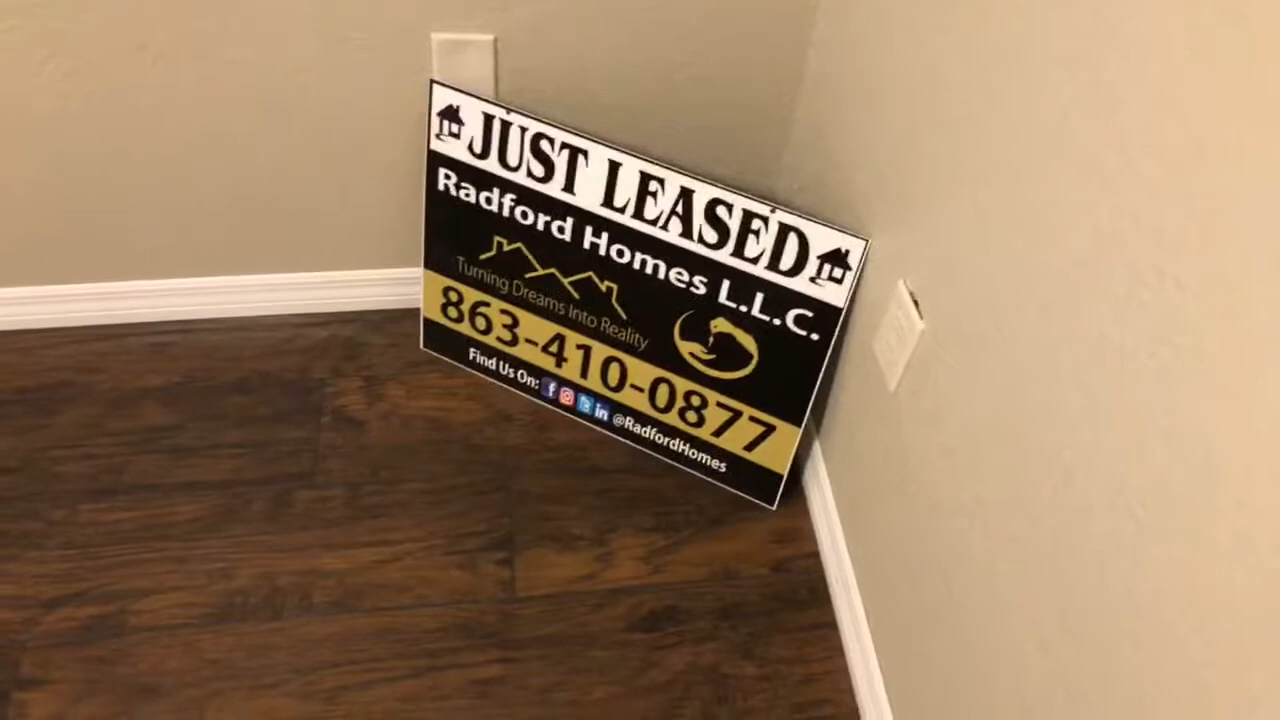 JUST LEASED
Radford Homes L.L.C.
Turning Dreams Into Reality
863-410-0877
Find Us On: @RadfordHomes